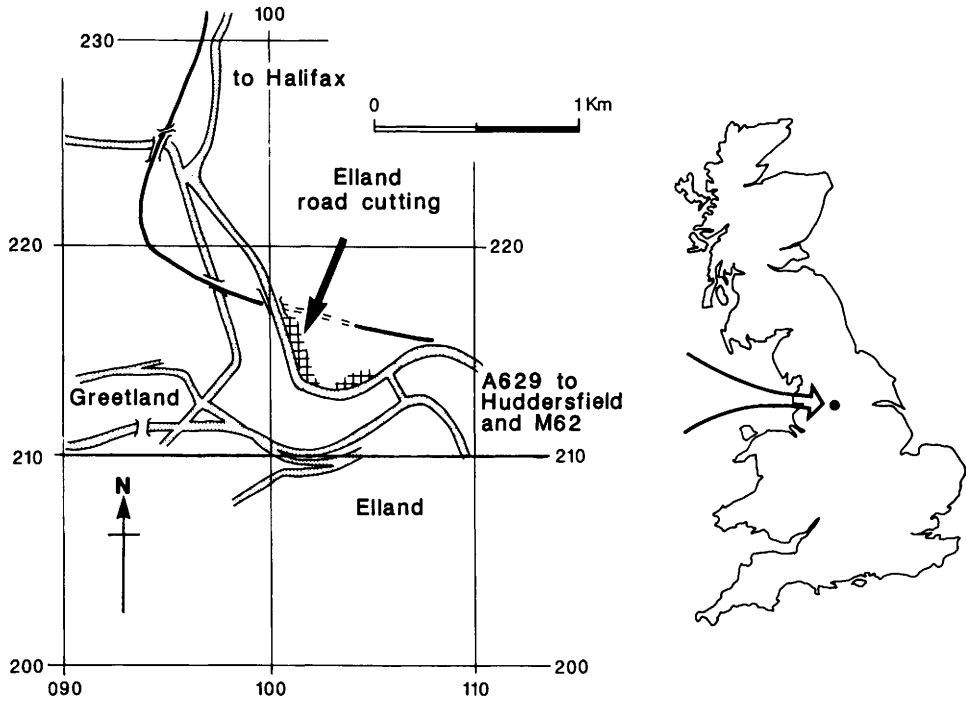 100
230
to Halifax
0
1 Km
Elland
road cutting
220
220
A629 to
Huddersfield
and M62
Greetland
210
210
N
Elland
200
200
090
100
110